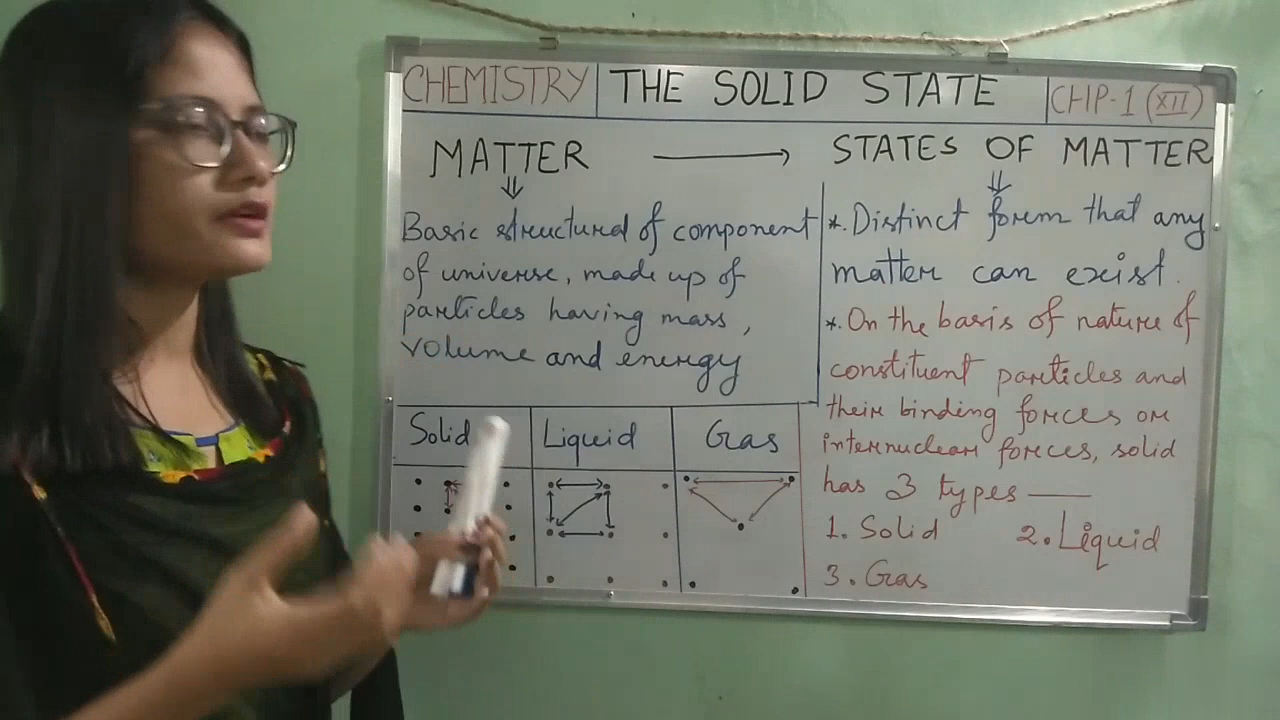 CHEMISTRY THE SOLID STATE CHP-1 (XII)
MATTER → STATES OF MATTER
Basic structured of component
of universe, made up of
particles having mass,
volume and energy
*. Distinct form that any
matter can exist.
*. On the basis of nature of
constituent particles and
their binding forces or
internuclear forces, solid
has 3 types —
1. Solid 2. Liquid
3. Gas
Solid Liquid Gas